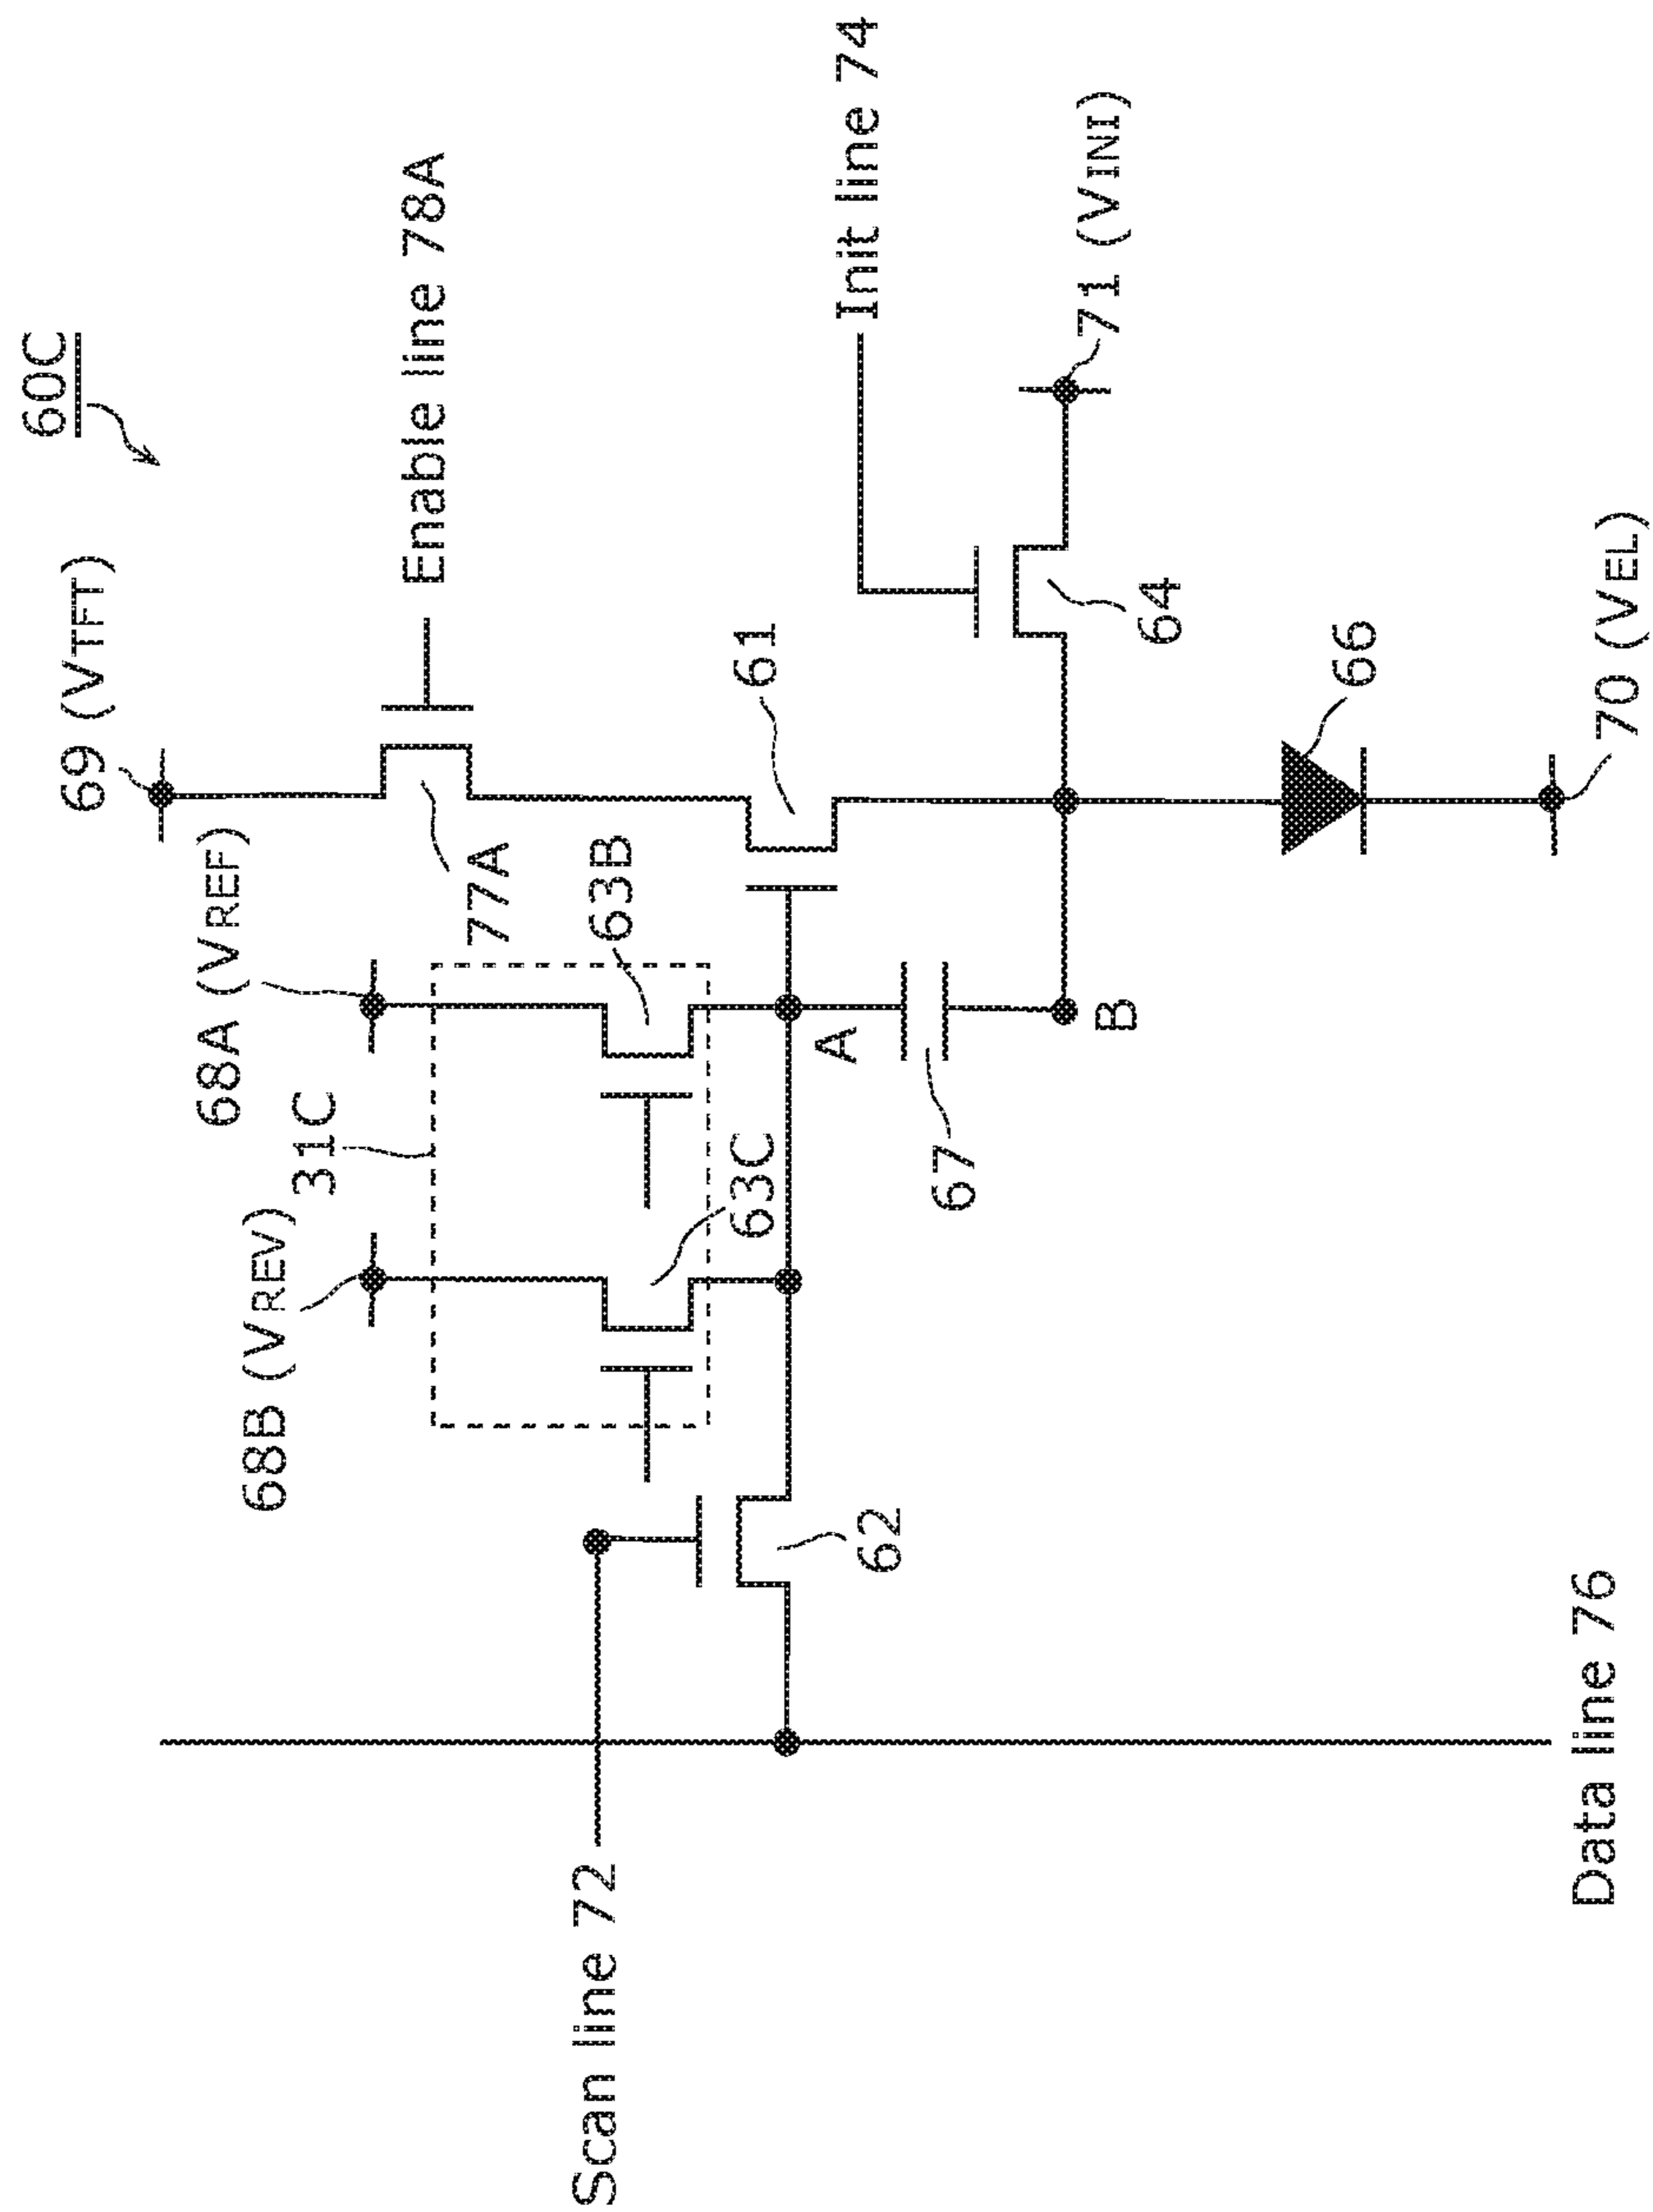 60C
69 (VTFT)
Enable line 78A
68A (VREF)
77A
31C
68B (VREV)
63B
61
63C
Init line 74
A
67
B
71 (VINI)
64
62
66
Scan line 72
70 (VEL)
Data line 76